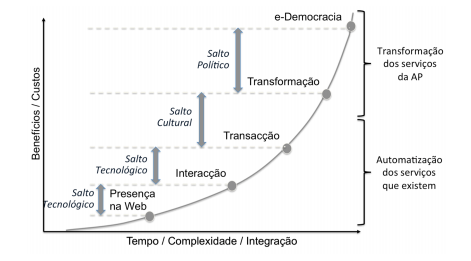 e-Democracia
Salto
Político
Transformação
dos serviços
da AP
Transformação
Salto
Cultural
Transacção
Salto
Tecnológico
Interacção
Automatização
dos serviços
que existem
Salto
Tecnológico
Presença
na Web
Benefícios / Custos
Tempo / Complexidade / Integração